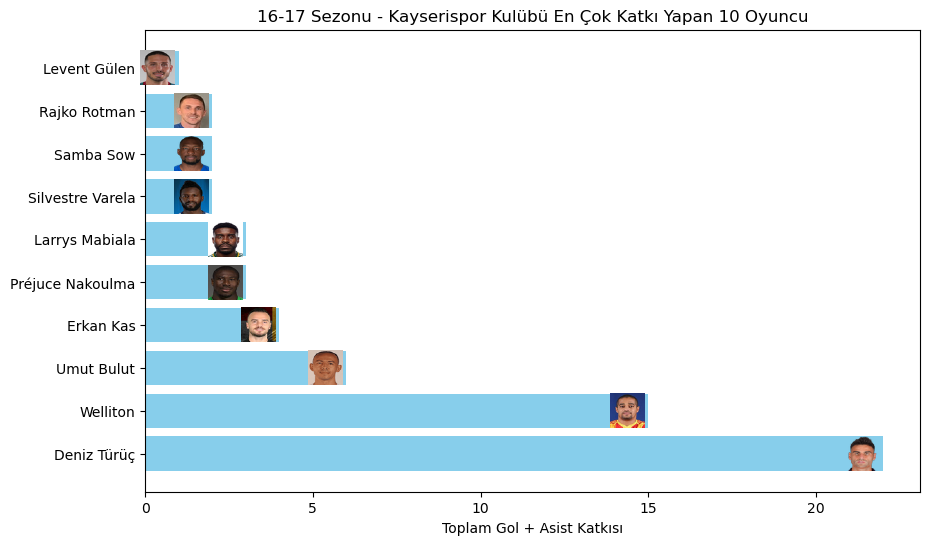 16-17 Sezonu - Kayserispor Kulübü En Çok Katkı Yapan 10 Oyuncu
Levent Gülen
Rajko Rotman
Samba Sow
Silvestre Varela
Larrys Mabiala
Préjuce Nakoulma
Erkan Kas
Umut Bulut
Welliton
Deniz Türüç
0 5 10 15 20
Toplam Gol + Asist Katkısı